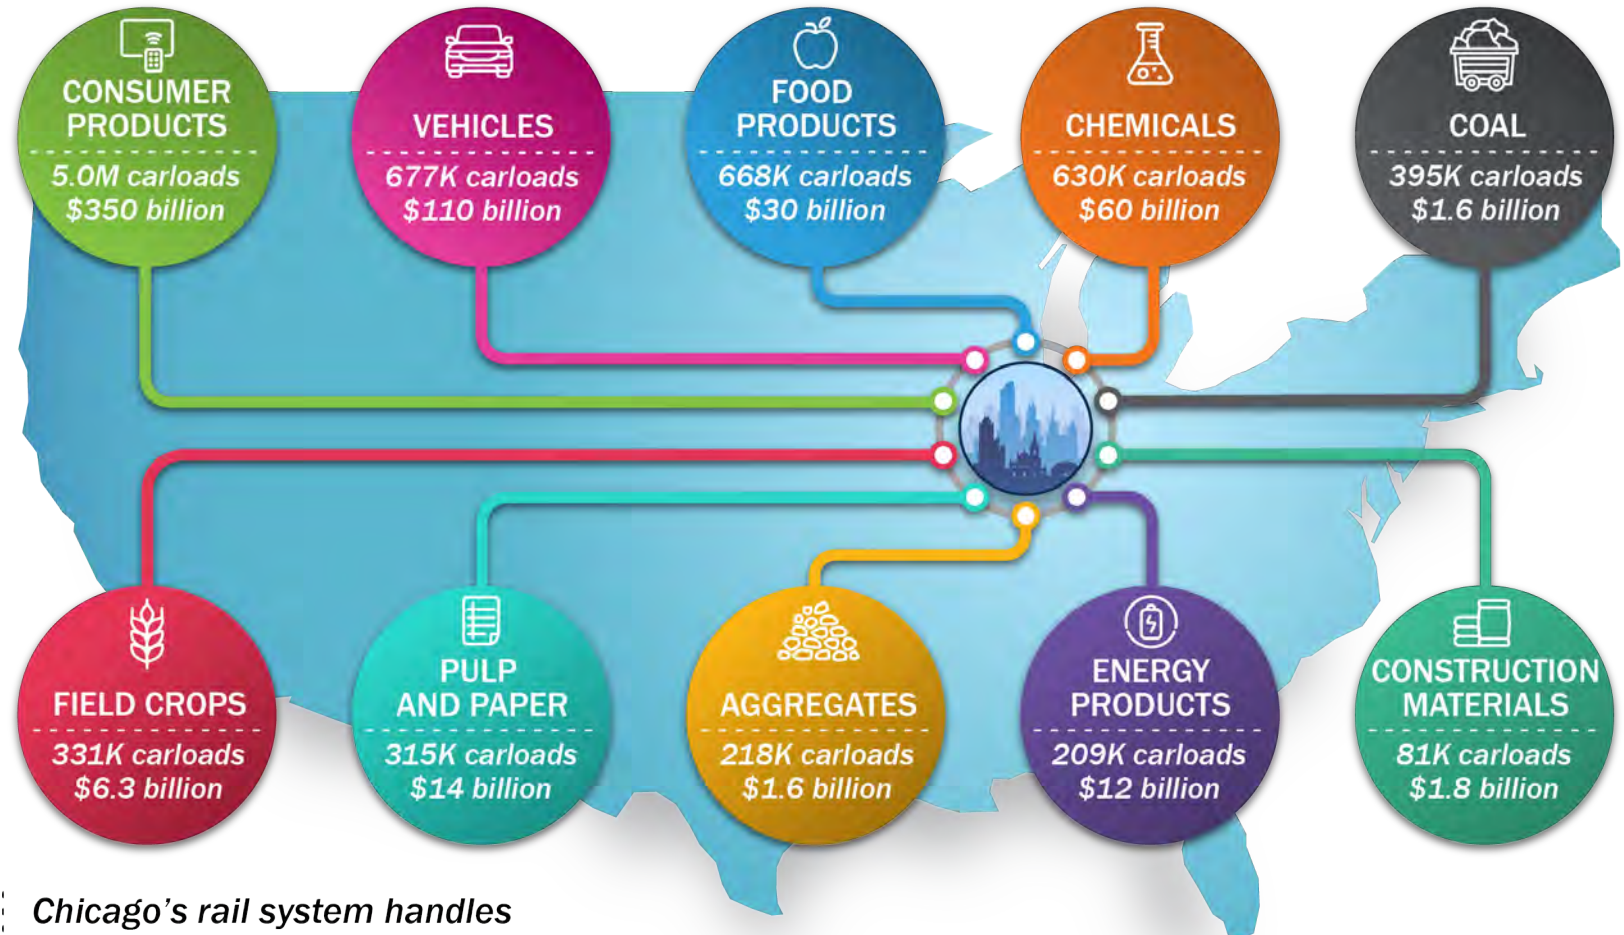 CONSUMER
PRODUCTS
5.0M carloads
$350 billion
VEHICLES
677K carloads
$110 billion
FOOD
PRODUCTS
668K carloads
$30 billion
CHEMICALS
630K carloads
$60 billion
COAL
395K carloads
$1.6 billion
FIELD CROPS
331K carloads
$6.3 billion
PULP
AND PAPER
315K carloads
$14 billion
AGGREGATES
218K carloads
$1.6 billion
ENERGY
PRODUCTS
209K carloads
$12 billion
CONSTRUCTION
MATERIALS
81K carloads
$1.8 billion
Chicago's rail system handles